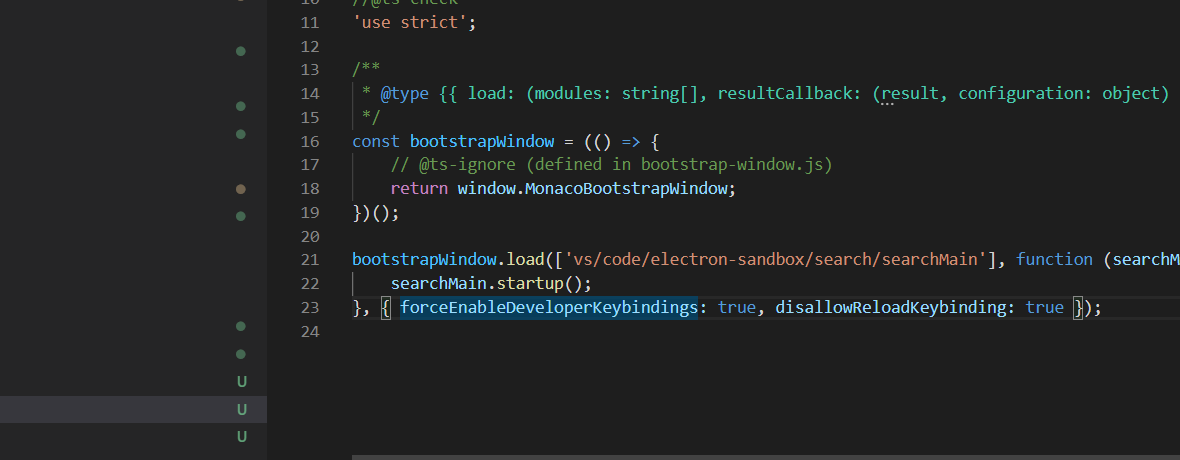 10 //@ts-check
11 'use strict';
12
13 /**
14 * @type {{ load: (modules: string[], resultCallback: (result, configuration: object)
15 */
16 const bootstrapWindow = (() => {
17 // @ts-ignore (defined in bootstrap-window.js)
18 return window.MonacoBootstrapWindow;
19 })();
20
21 bootstrapWindow.load(['vs/code/electron-sandbox/search/searchMain'], function (searchM
22 searchMain.startup();
23 }, { forceEnableDeveloperKeybindings: true, disallowReloadKeybinding: true });
24
U
U
U